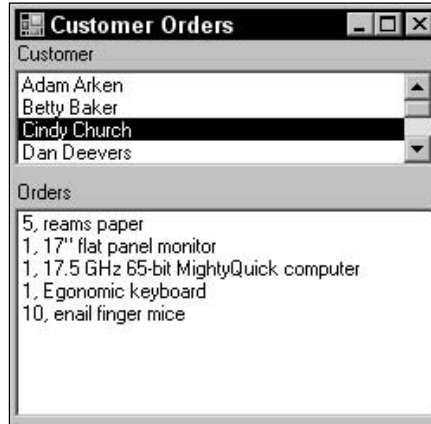 Customer Orders
Customer
Adam Arken
Betty Baker
Cindy Church
Dan Deevers
Orders
5, reams paper
1, 17" flat panel monitor
1, 17.5 GHz 65-bit MightyQuick computer
1, Egonomic keyboard
10, enail finger mice